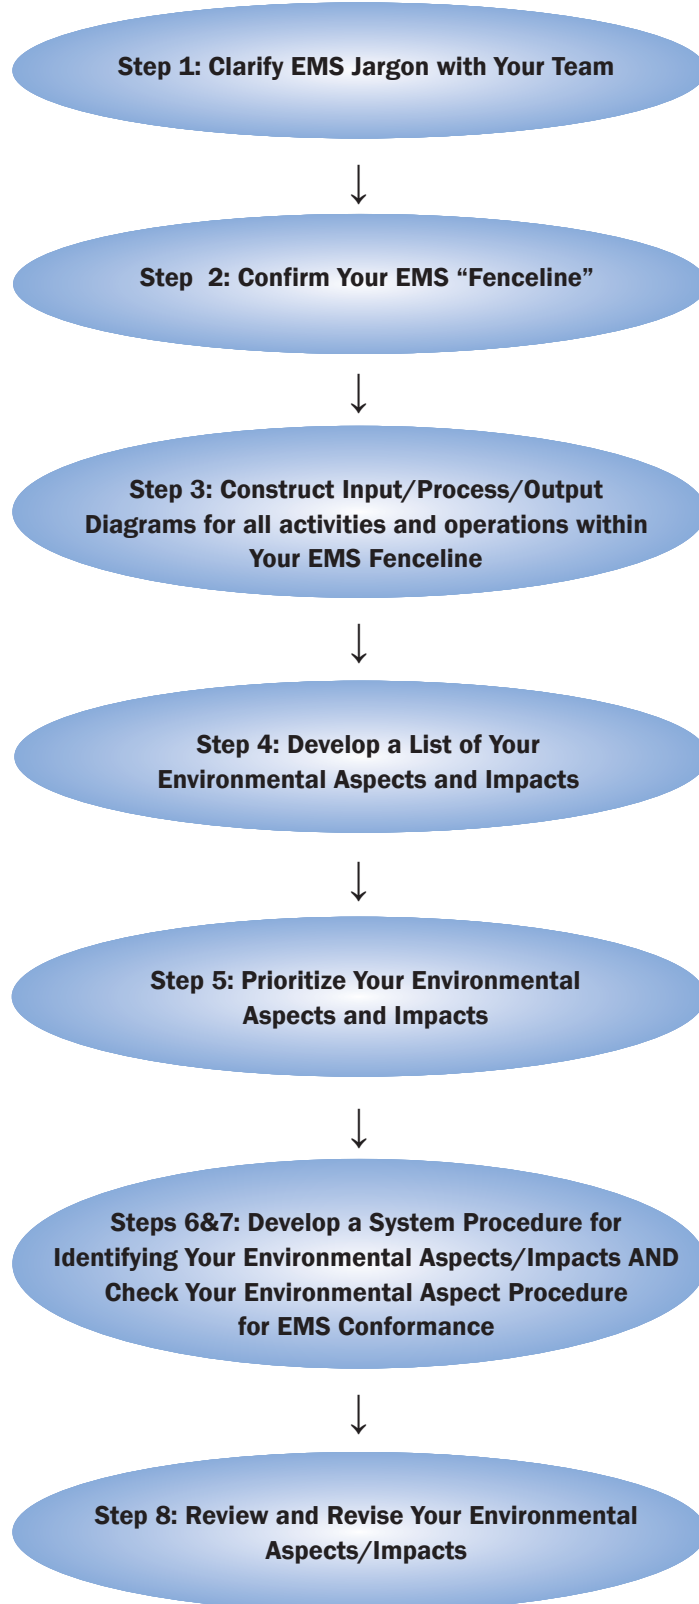 Step 1: Clarify EMS Jargon with Your Team
↓
Step 2: Confirm Your EMS “Fenceline”
↓
Step 3: Construct Input/Process/Output
Diagrams for all activities and operations within
Your EMS Fenceline
↓
Step 4: Develop a List of Your
Environmental Aspects and Impacts
↓
Step 5: Prioritize Your Environmental
Aspects and Impacts
↓
Steps 6&7: Develop a System Procedure for
Identifying Your Environmental Aspects/Impacts AND
Check Your Environmental Aspect Procedure
for EMS Conformance
↓
Step 8: Review and Revise Your Environmental
Aspects/Impacts